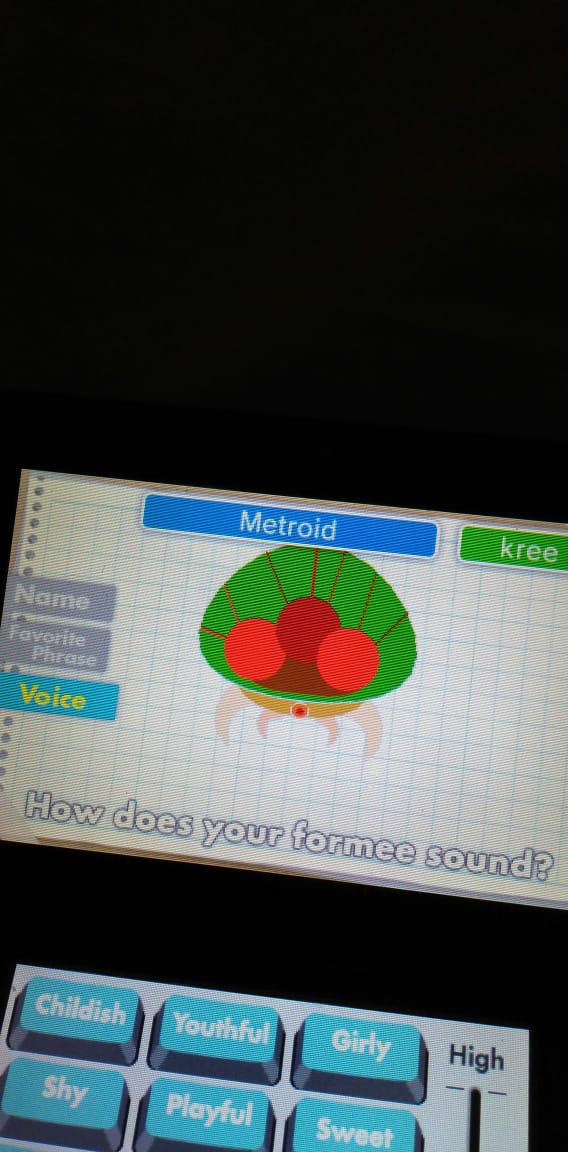 Metroid
kree
Name
Favorite
Phrase
Voice
How does your formee sound?
Childish
Youthful
Girly
High
Shy
Playful
Sweet